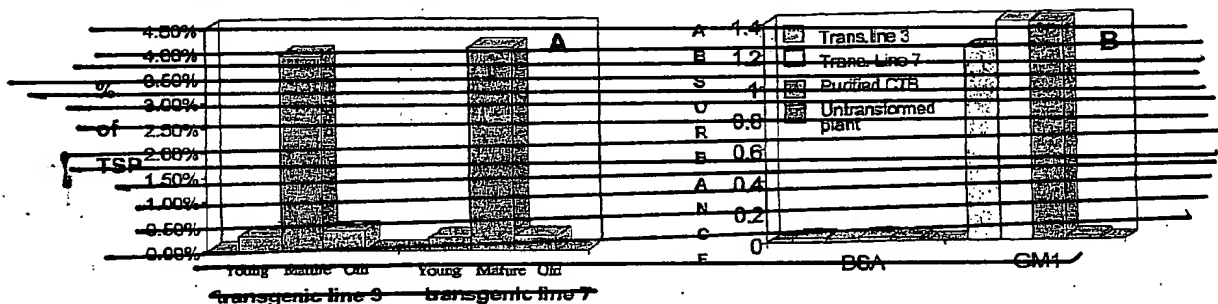 4.50%
4.00%
3.50%
3.00%
2.50%
2.00%
1.50%
1.00%
0.50%
0.00%
% of TSP
A
Young Mature Old
Young Mature Old
transgenic line 3
transgenic line 7
ABSORBANCE
1.4
1.2
1
0.8
0.6
0.4
0.2
0
Trans. line 3
Trans. Line 7
Purified CTB
Untransformed
plant
B
BSA
GM1